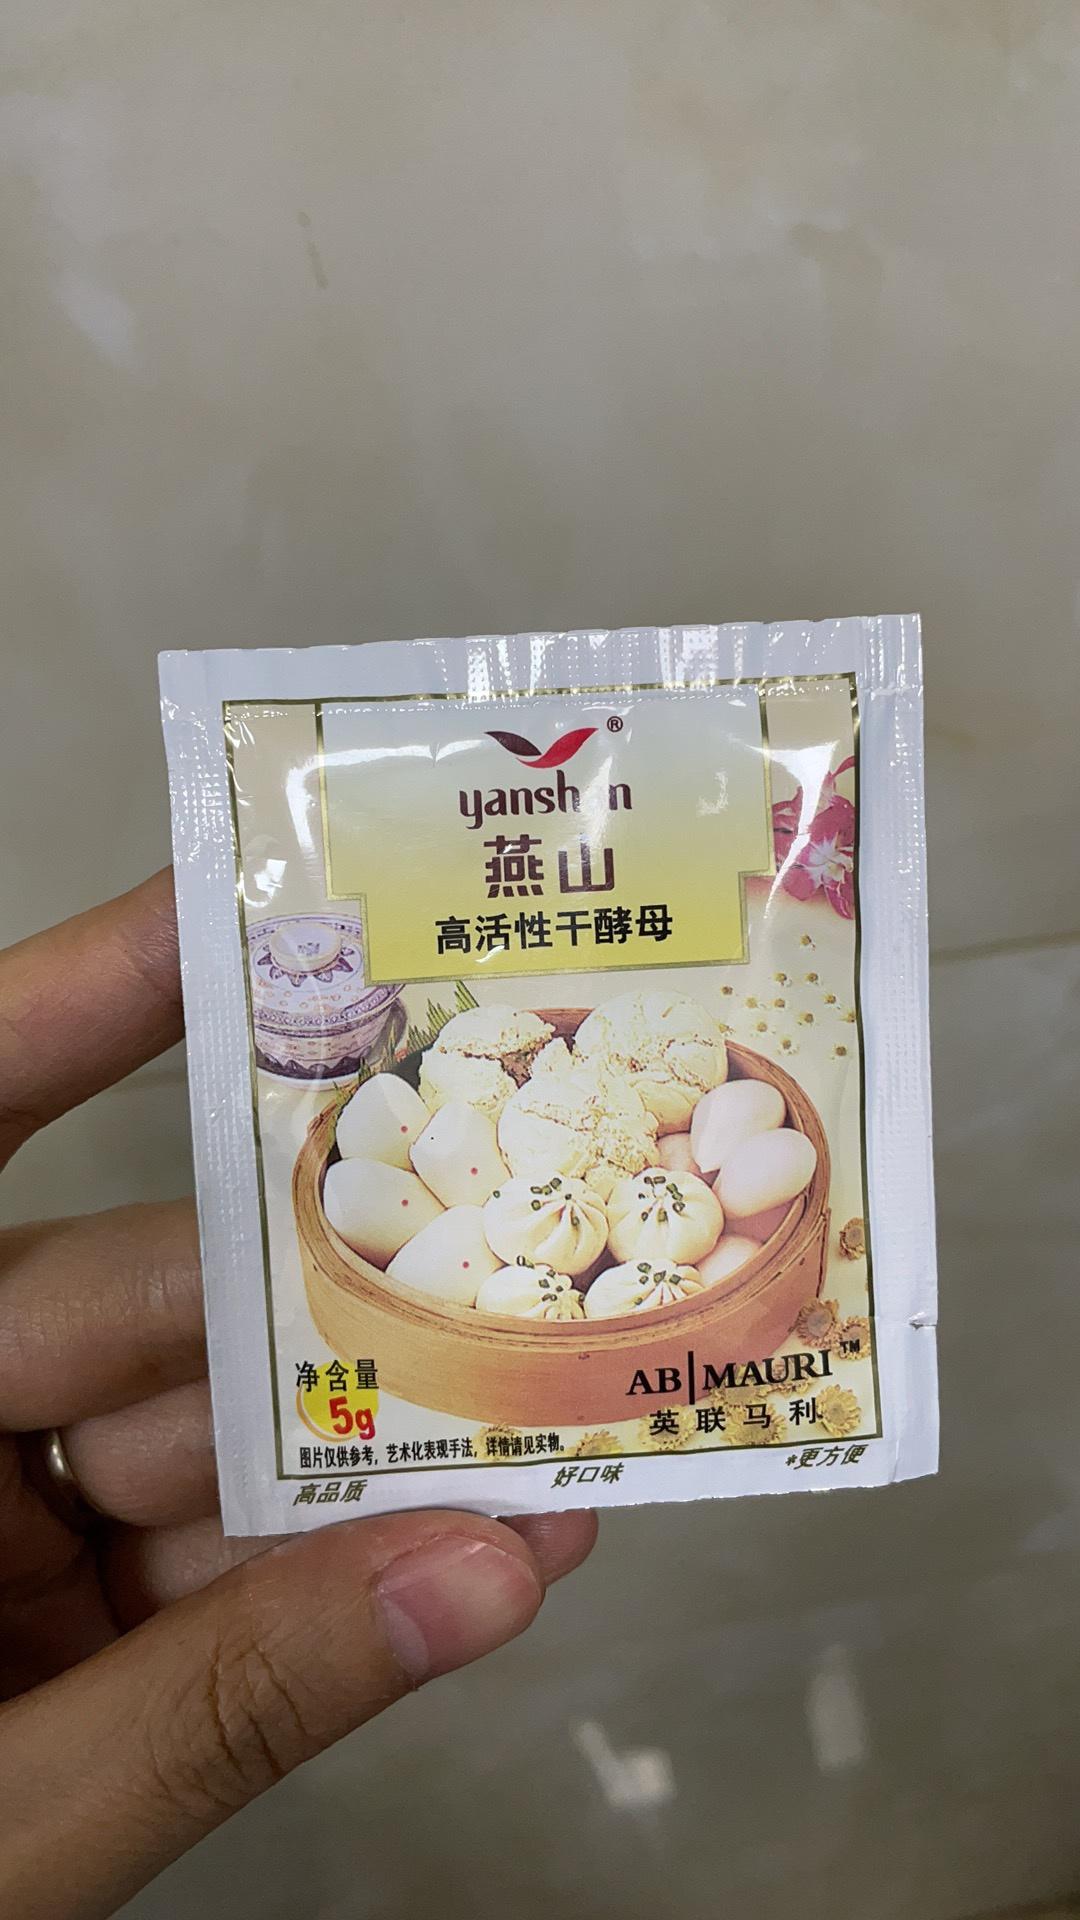 ®
yanshan
燕山
高活性干酵母
净含量
5g
AB|MAURI™
英联马利
图片仅供参考，艺术化表现手法，详情请见实物。
高品质 好口味 *更方便